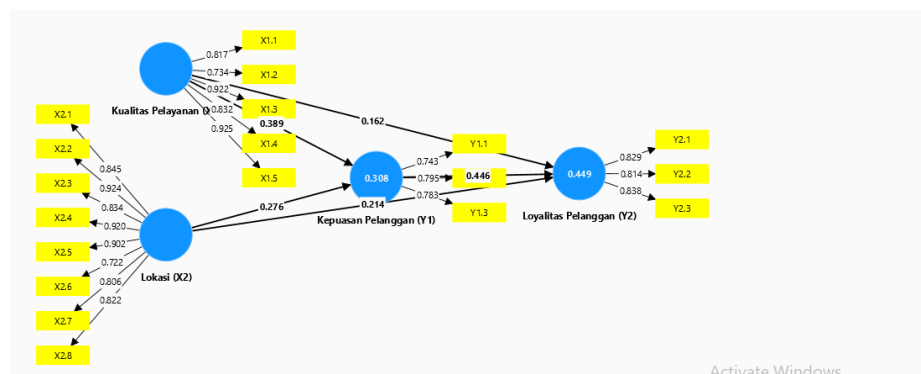 X1.1
0.817
X1.2
0.734
0.922
X1.3
Kualitas Pelayanan
0.832
0.389
X1.4
0.925
X1.5
0.162
X2.1
X2.2
X2.3
X2.4
X2.5
X2.6
X2.7
X2.8
0.845
0.924
0.834
0.920
0.902
0.722
0.806
0.822
Lokasi (X2)
0.276
0.214
0.308
Kepuasan Pelanggan (Y1)
0.743
0.795
0.783
Y1.1
0.446
Y1.3
0.449
Loyalitas Pelanggan (Y2)
0.829
0.814
0.838
Y2.1
Y2.2
Y2.3
Activate Windows